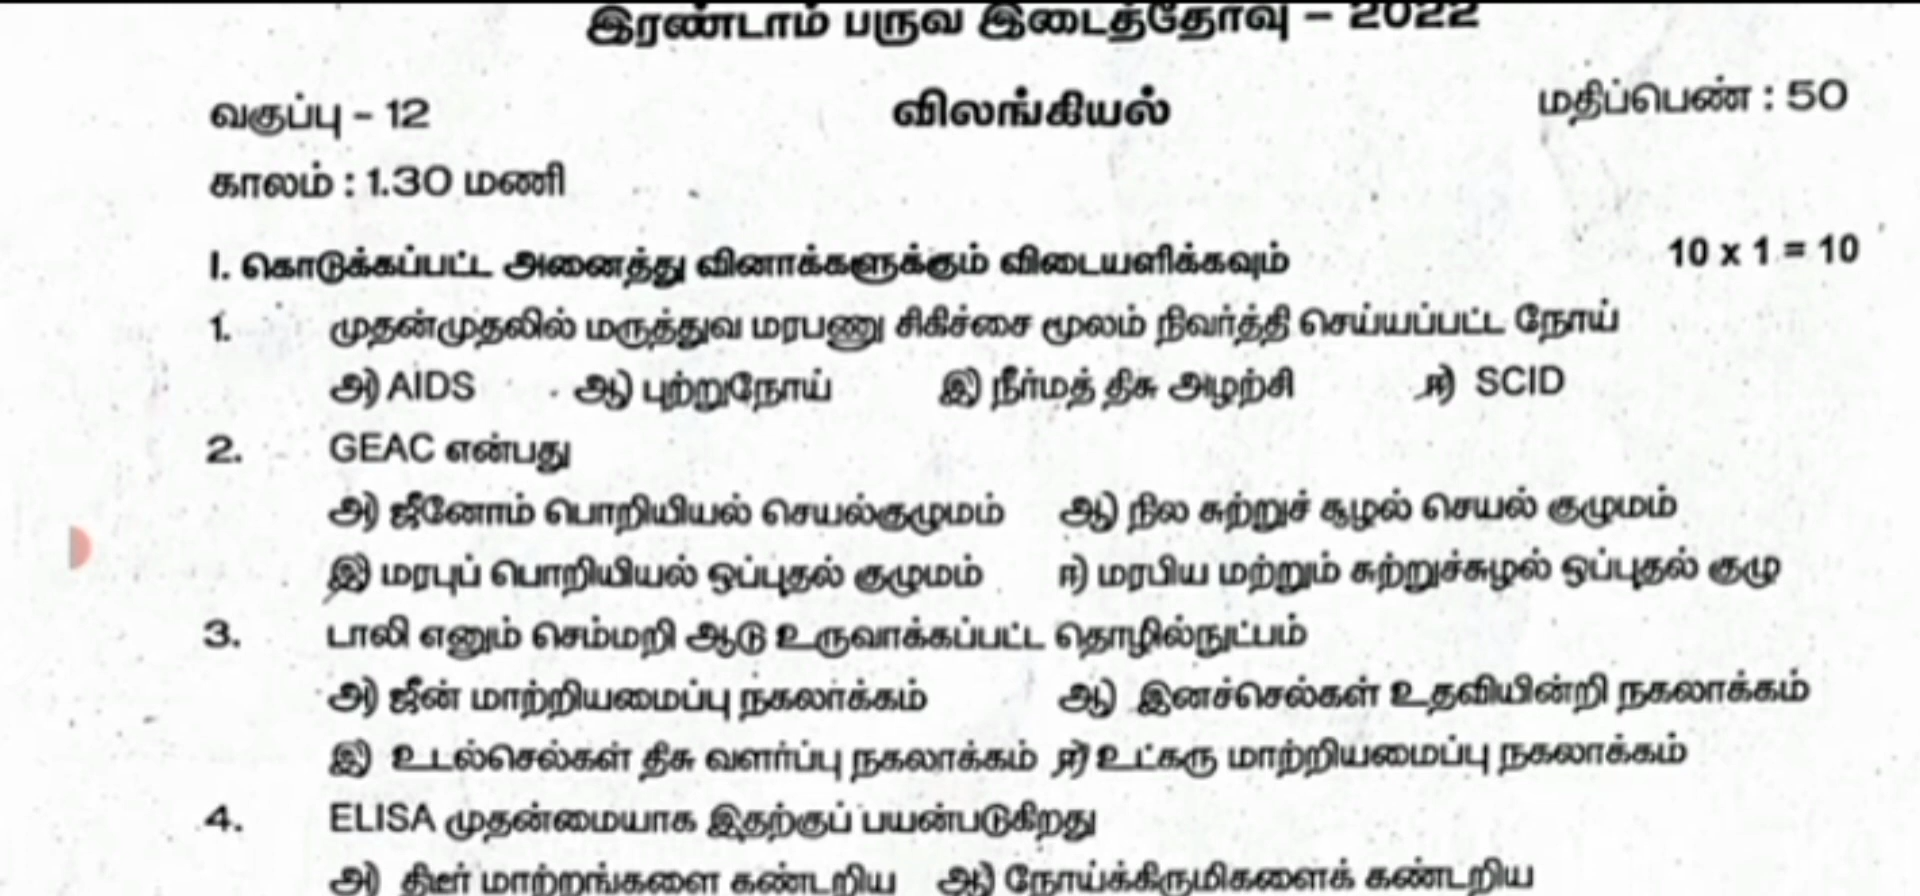 இரண்டாம் பருவ இடைத்தேர்வு – 2022
வகுப்பு – 12 விலங்கியல் மதிப்பெண் : 50
காலம் : 1.30 மணி
I. கொடுக்கப்பட்ட அனைத்து வினாக்களுக்கும் விடையளிக்கவும் 10 x 1 = 10
1. முதன்முதலில் மருத்துவ மரபணு சிகிச்சை மூலம் நிவர்த்தி செய்யப்பட்ட நோய்
அ) AIDS ஆ) புற்றுநோய் இ) நீர்மத் திசு அழற்சி ஈ) SCID
2. GEAC என்பது
அ) ஜீனோம் பொறியியல் செயல்குழுமம் ஆ) நில சுற்றுச் சூழல் செயல் குழுமம்
இ) மரபுப் பொறியியல் ஒப்புதல் குழுமம் ஈ) மரபிய மற்றும் சுற்றுச்சுழல் ஒப்புதல் குழு
3. டாலி எனும் செம்மறி ஆடு உருவாக்கப்பட்ட தொழில்நுட்பம்
அ) ஜீன் மாற்றியமைப்பு நகலாக்கம் ஆ) இனச்செல்கள் உதவியின்றி நகலாக்கம்
இ) உடல்செல்கள் திசு வளர்ப்பு நகலாக்கம் ஈ) உட்கரு மாற்றியமைப்பு நகலாக்கம்
4. ELISA முதன்மையாக இதற்குப் பயன்படுகிறது
அ) திடீர் மாற்றங்களை கண்டறிய ஆ) நோய்க்கிருமிகளைக் கண்டறிய